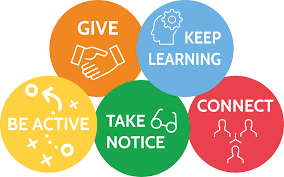 GIVE
KEEP
LEARNING
BE ACTIVE
TAKE
NOTICE
CONNECT